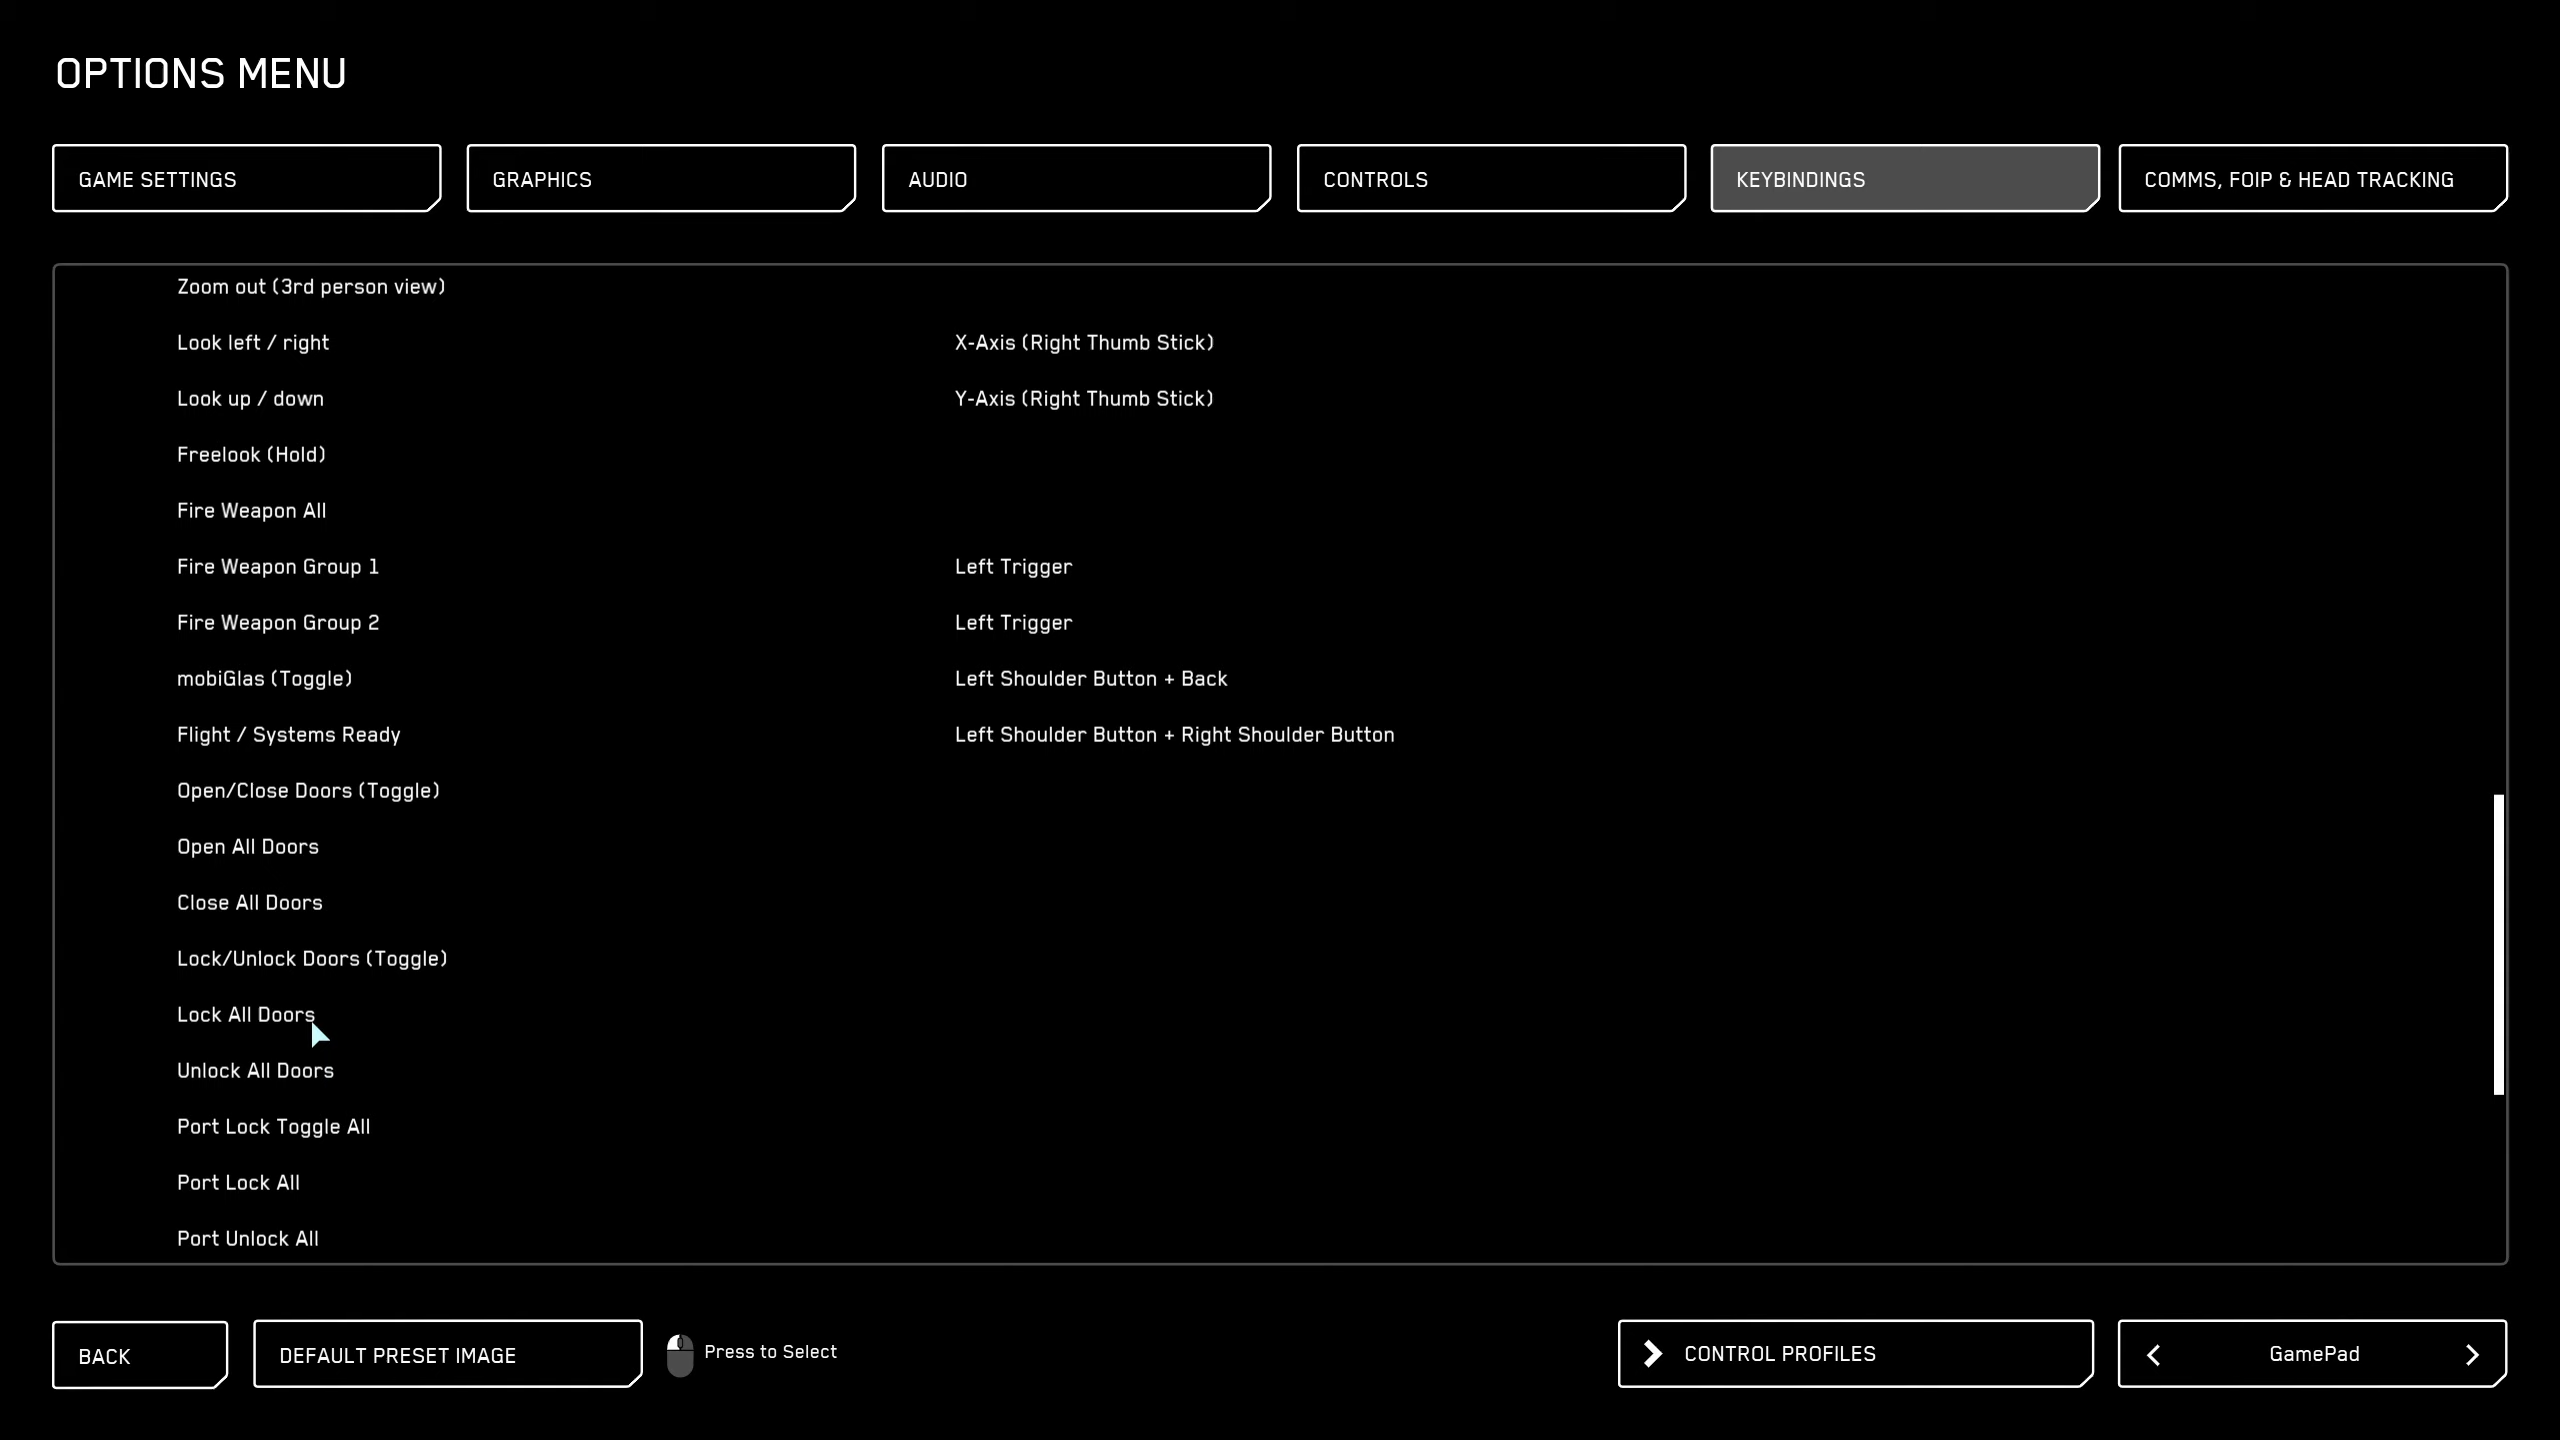 OPTIONS MENU
GAME SETTINGS
GRAPHICS
AUDIO
CONTROLS
KEYBINDINGS
COMMS, FOIP & HEAD TRACKING
Zoom out (3rd person view)
Look left / right
X-Axis (Right Thumb Stick)
Look up / down
Y-Axis (Right Thumb Stick)
Freelook (Hold)
Fire Weapon All
Fire Weapon Group 1
Left Trigger
Fire Weapon Group 2
Left Trigger
mobiGlas (Toggle)
Left Shoulder Button + Back
Flight / Systems Ready
Left Shoulder Button + Right Shoulder Button
Open/Close Doors (Toggle)
Open All Doors
Close All Doors
Lock/Unlock Doors (Toggle)
Lock All Doors
Unlock All Doors
Port Lock Toggle All
Port Lock All
Port Unlock All
BACK
DEFAULT PRESET IMAGE
Press to Select
CONTROL PROFILES
GamePad